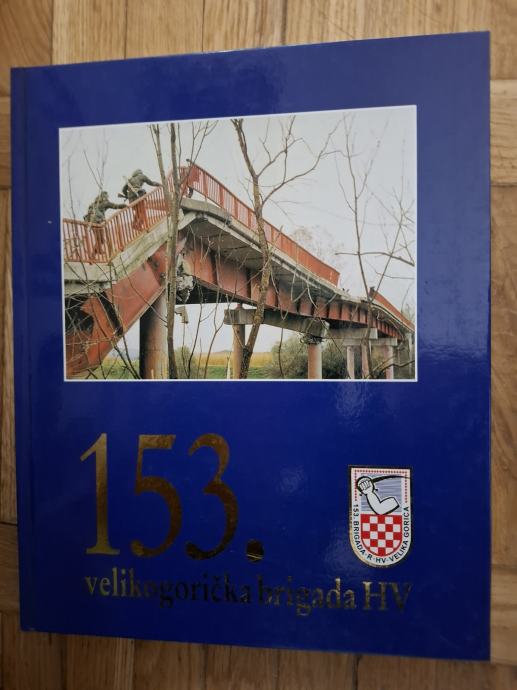 153.
velikogorička brigada HV
153. BRIGADA-R-HV-VELIKA GORICA